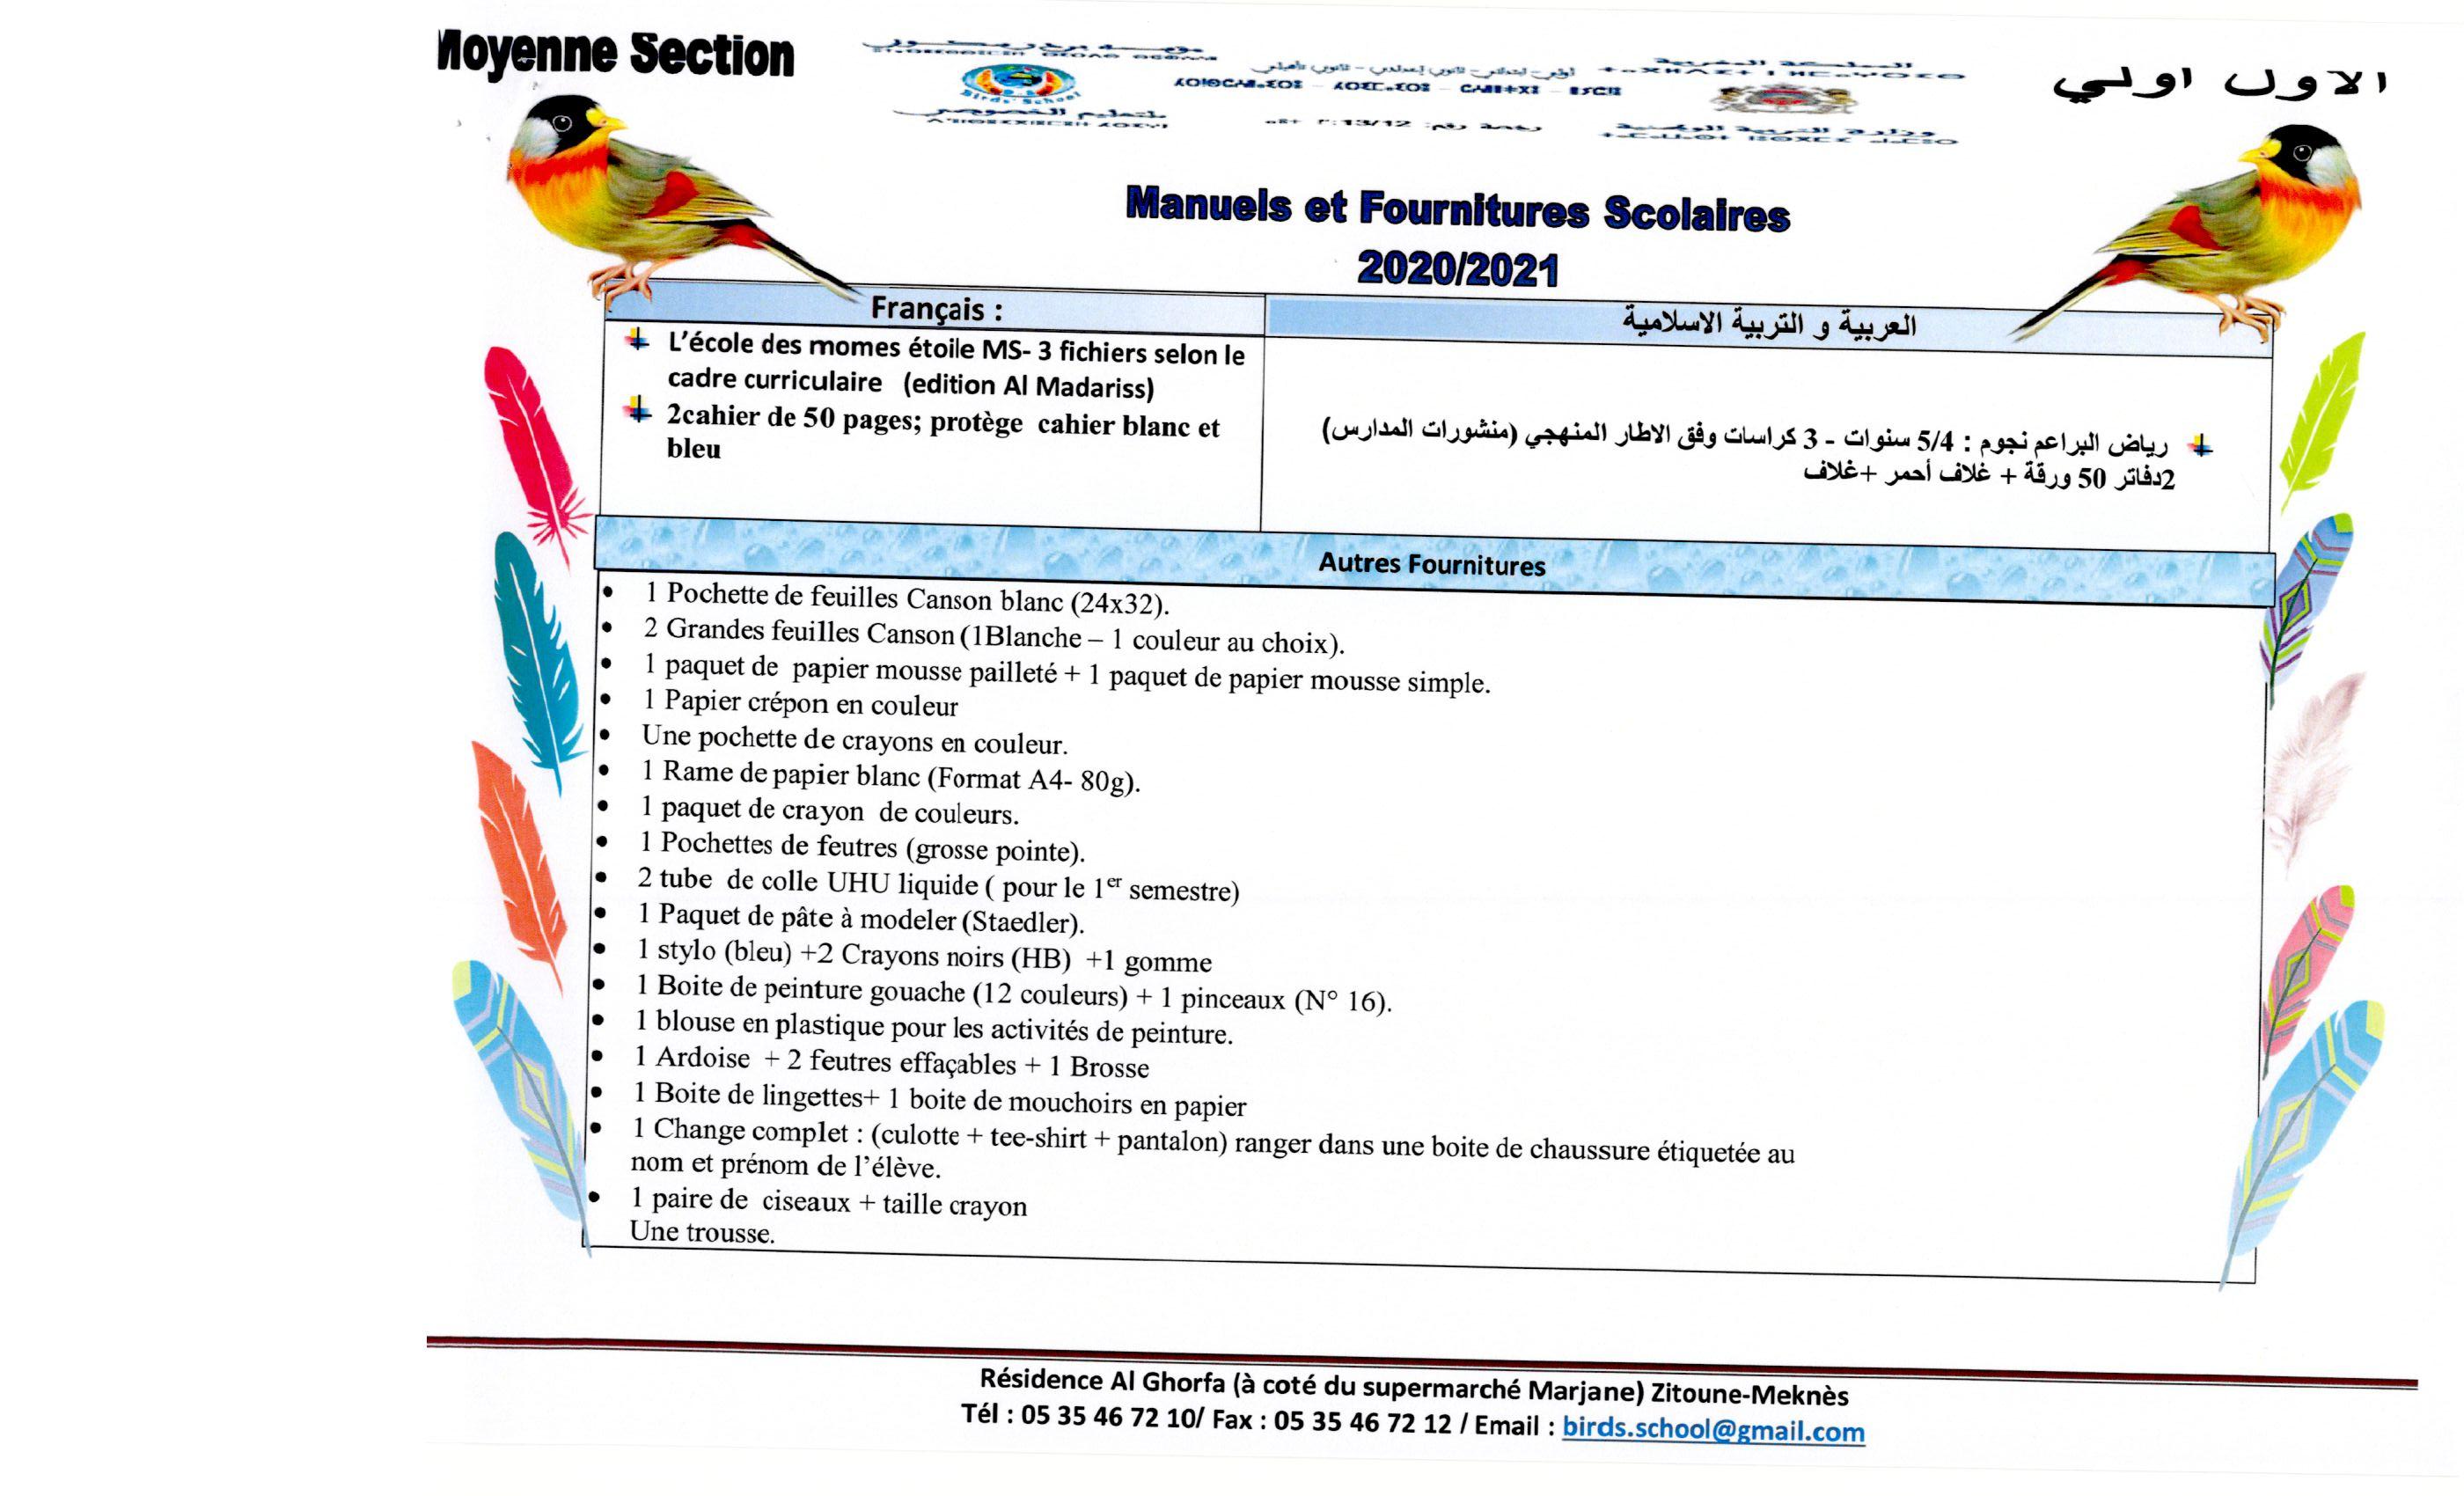 Moyenne Section
الاول اولي
Birds' School
المملكة المغربية
أولي - ابتدائي - ثانوي إعدادي - ثانوي تأهيلي
للتعليم الخصوصي
رخصة رقم: 13/12
وزارة التربية الوطنية
Manuels et Fournitures Scolaires
2020/2021
Français :
L'école des momes étoile MS- 3 fichiers selon le
cadre curriculaire (edition Al Madariss)
2cahier de 50 pages; protège cahier blanc et
bleu
العربية و التربية الاسلامية
رياض البراعم نجوم : 5/4 سنوات - 3 كراسات وفق الاطار المنهجي (منشورات المدارس)
2دفاتر 50 ورقة + غلاف أحمر +غلاف
Autres Fournitures
• 1 Pochette de feuilles Canson blanc (24x32).
• 2 Grandes feuilles Canson (1Blanche – 1 couleur au choix).
• 1 paquet de papier mousse pailleté + 1 paquet de papier mousse simple.
• 1 Papier crépon en couleur
• Une pochette de crayons en couleur.
• 1 Rame de papier blanc (Format A4- 80g).
• 1 paquet de crayon de couleurs.
• 1 Pochettes de feutres (grosse pointe).
• 2 tube de colle UHU liquide ( pour le 1er semestre)
• 1 Paquet de pâte à modeler (Staedler).
• 1 stylo (bleu) +2 Crayons noirs (HB) +1 gomme
• 1 Boite de peinture gouache (12 couleurs) + 1 pinceaux (N° 16).
• 1 blouse en plastique pour les activités de peinture.
• 1 Ardoise + 2 feutres effaçables + 1 Brosse
• 1 Boite de lingettes+ 1 boite de mouchoirs en papier
• 1 Change complet : (culotte + tee-shirt + pantalon) ranger dans une boite de chaussure étiquetée au
nom et prénom de l'élève.
• 1 paire de ciseaux + taille crayon
Une trousse.
Résidence Al Ghorfa (à coté du supermarché Marjane) Zitoune-Meknès
Tél : 05 35 46 72 10/ Fax : 05 35 46 72 12 / Email : birds.school@gmail.com